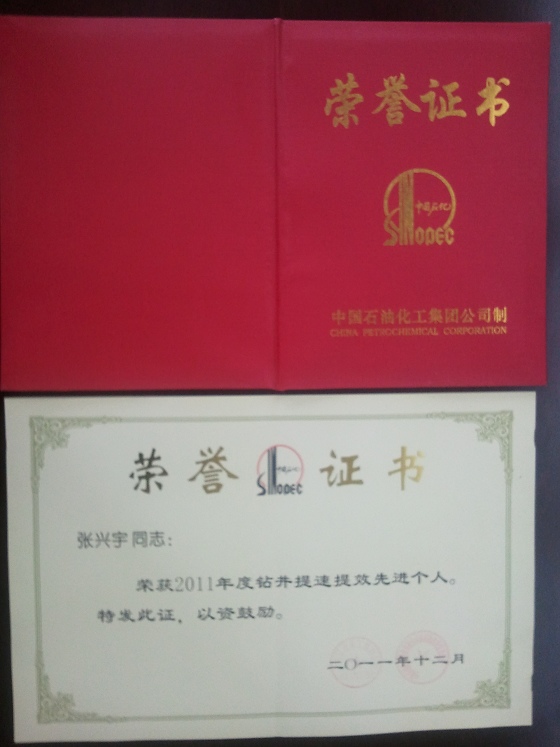 荣誉证书
中国石化
SINOPEC
中国石油化工集团公司制
CHINA PETROCHEMICAL CORPORATION
荣誉证书
中国石化
SINOPEC
张兴宇同志：
荣获2011年度钻井提速提效先进个人。
特发此证，以资鼓励。
二〇一一年十二月